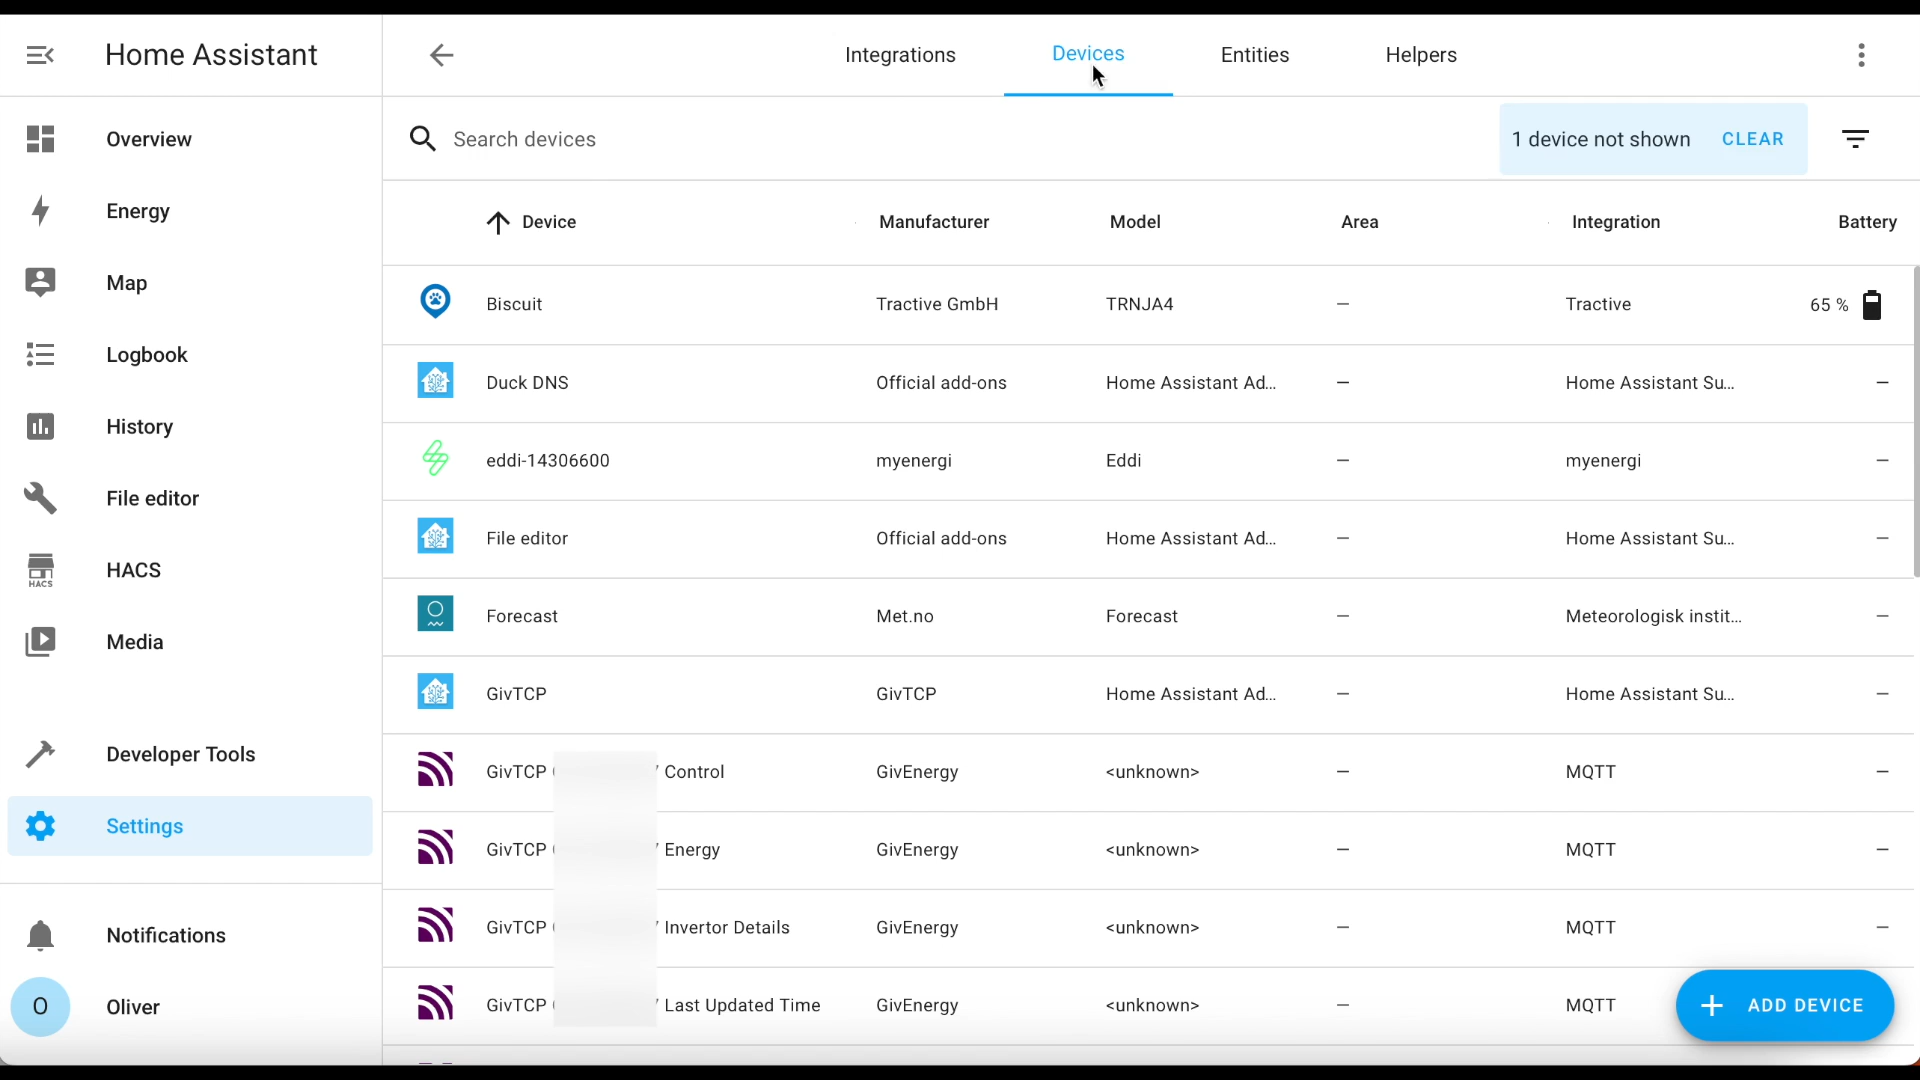 Home Assistant
Integrations
Devices
Entities
Helpers
Overview
Energy
Map
Logbook
History
File editor
HACS
HACS
Media
Developer Tools
Settings
Notifications
O
Oliver
Search devices
1 device not shown CLEAR
Device Manufacturer Model Area Integration Battery
Biscuit Tractive GmbH TRNJA4 — Tractive 65 %
Duck DNS Official add-ons Home Assistant Ad... — Home Assistant Su... —
eddi-14306600 myenergi Eddi — myenergi —
File editor Official add-ons Home Assistant Ad... — Home Assistant Su... —
Forecast Met.no Forecast — Meteorologisk instit... —
GivTCP GivTCP Home Assistant Ad... — Home Assistant Su... —
GivTCP Control GivEnergy <unknown> — MQTT —
GivTCP Energy GivEnergy <unknown> — MQTT —
GivTCP Invertor Details GivEnergy <unknown> — MQTT —
GivTCP Last Updated Time GivEnergy <unknown> — MQTT
ADD DEVICE